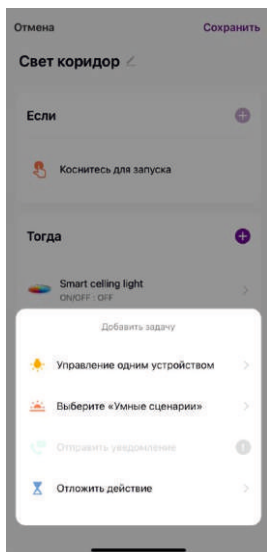 Отмена Сохранить
Свет коридор
Если
Коснитесь для запуска
Тогда
Smart celling light
ON/OFF : OFF
Добавить задачу
Управление одним устройством
Выберите «Умные сценарии»
Отправить уведомление
Отложить действие